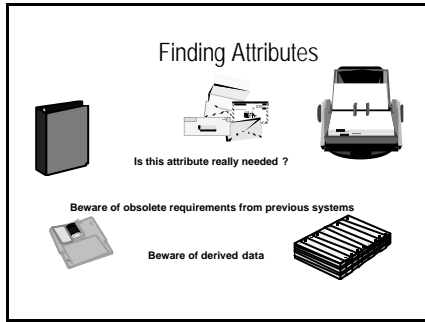 Finding Attributes
Is this attribute really needed ?
Beware of obsolete requirements from previous systems
Beware of derived data